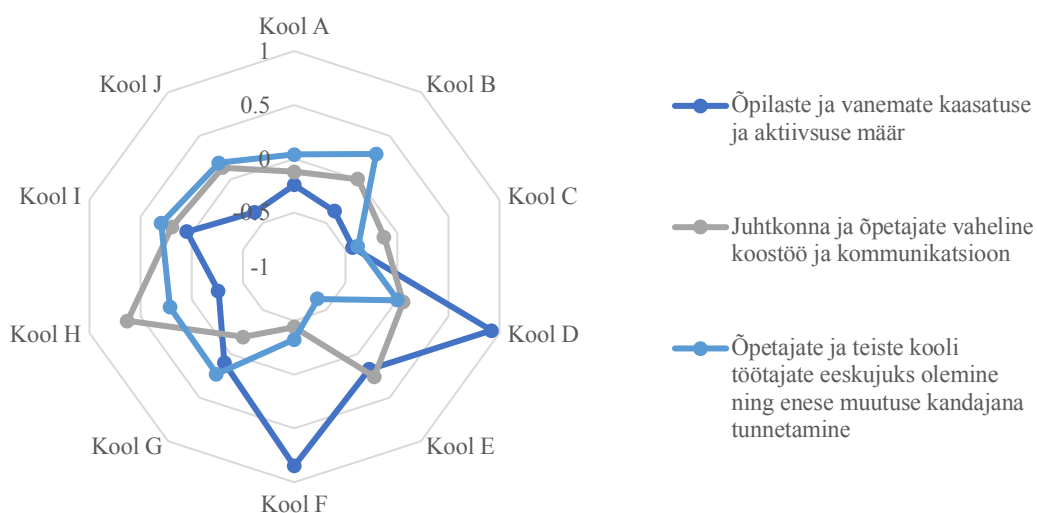 Kool A
Kool B
Kool C
Kool D
Kool E
Kool F
Kool G
Kool H
Kool I
Kool J
1
0.5
0
-0.5
-1
Õpilaste ja vanemate kaasatuse
ja aktiivsuse määr
Juhtkonna ja õpetajate vaheline
koostöö ja kommunikatsioon
Õpetajate ja teiste kooli
töötajate eeskujuks olemine
ning enese muutuse kandajana
tunnetamine